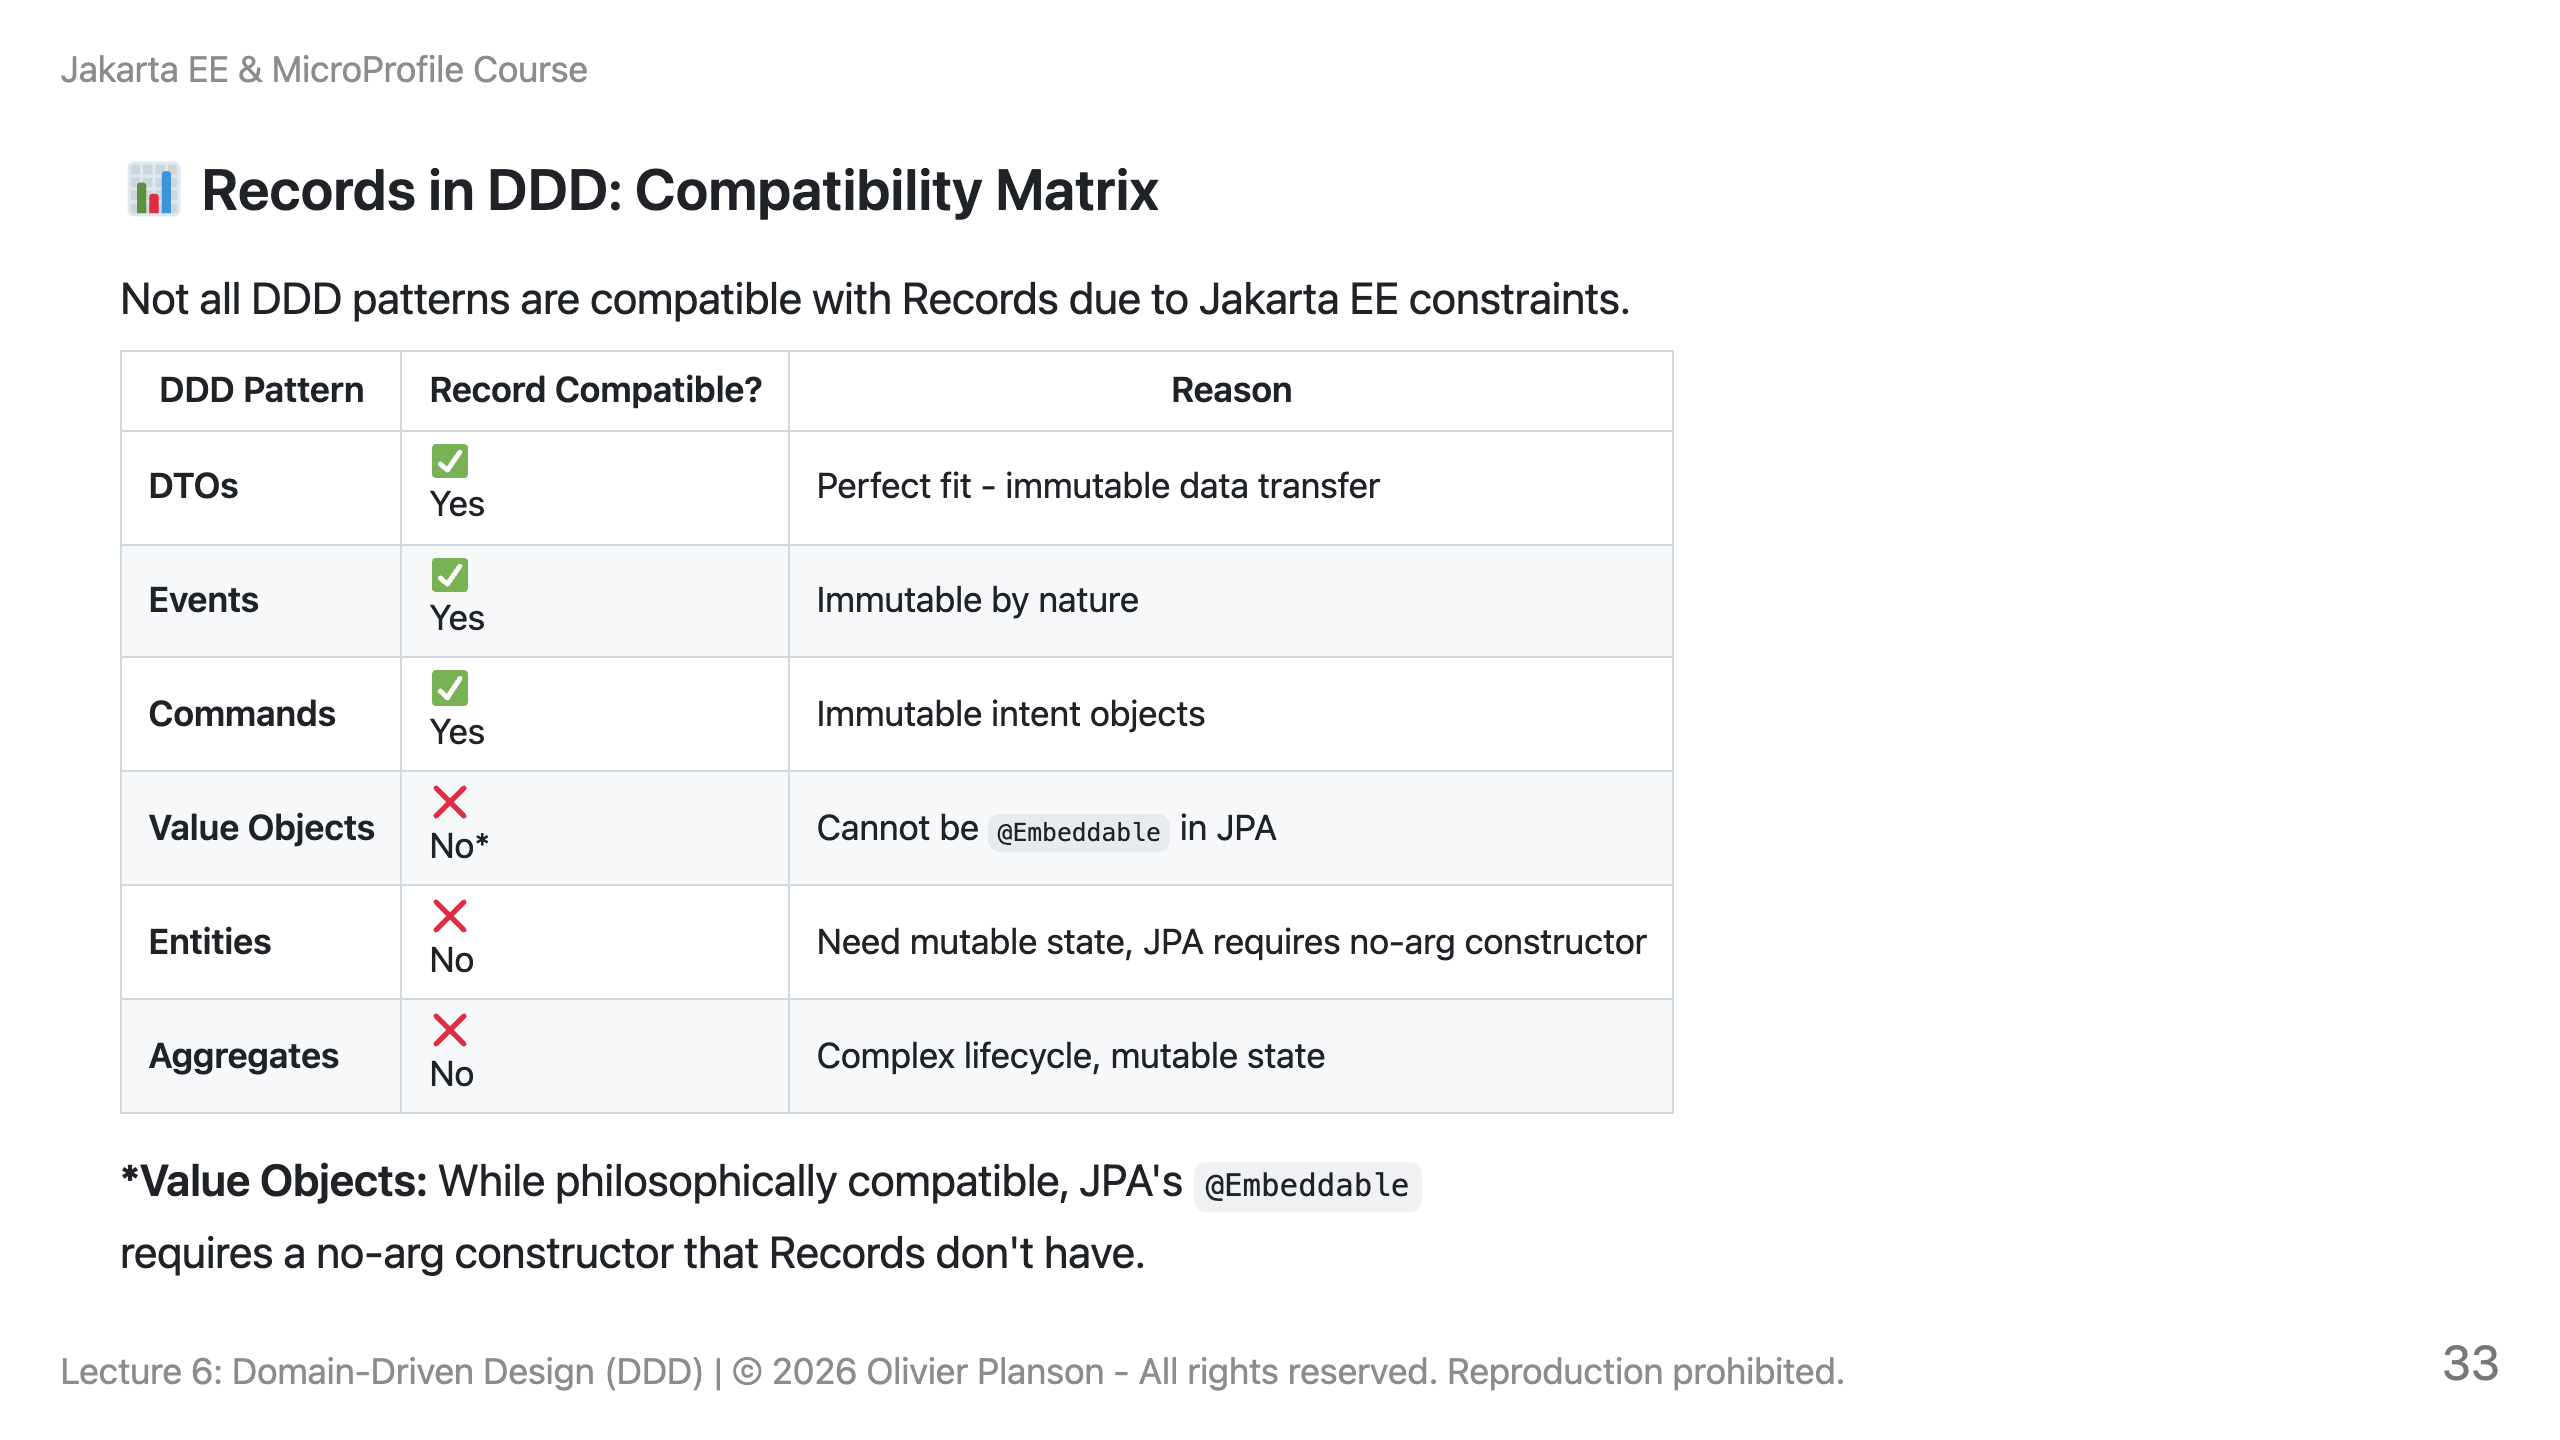 Jakarta EE & MicroProfile Course
📊 Records in DDD: Compatibility Matrix
Not all DDD patterns are compatible with Records due to Jakarta EE constraints.
DDD Pattern Record Compatible? Reason
DTOs ✅ Yes Perfect fit - immutable data transfer
Events ✅ Yes Immutable by nature
Commands ✅ Yes Immutable intent objects
Value Objects ❌ No* Cannot be @Embeddable in JPA
Entities ❌ No Need mutable state, JPA requires no-arg constructor
Aggregates ❌ No Complex lifecycle, mutable state
*Value Objects: While philosophically compatible, JPA's @Embeddable
requires a no-arg constructor that Records don't have.
Lecture 6: Domain-Driven Design (DDD) | © 2026 Olivier Planson - All rights reserved. Reproduction prohibited.
33